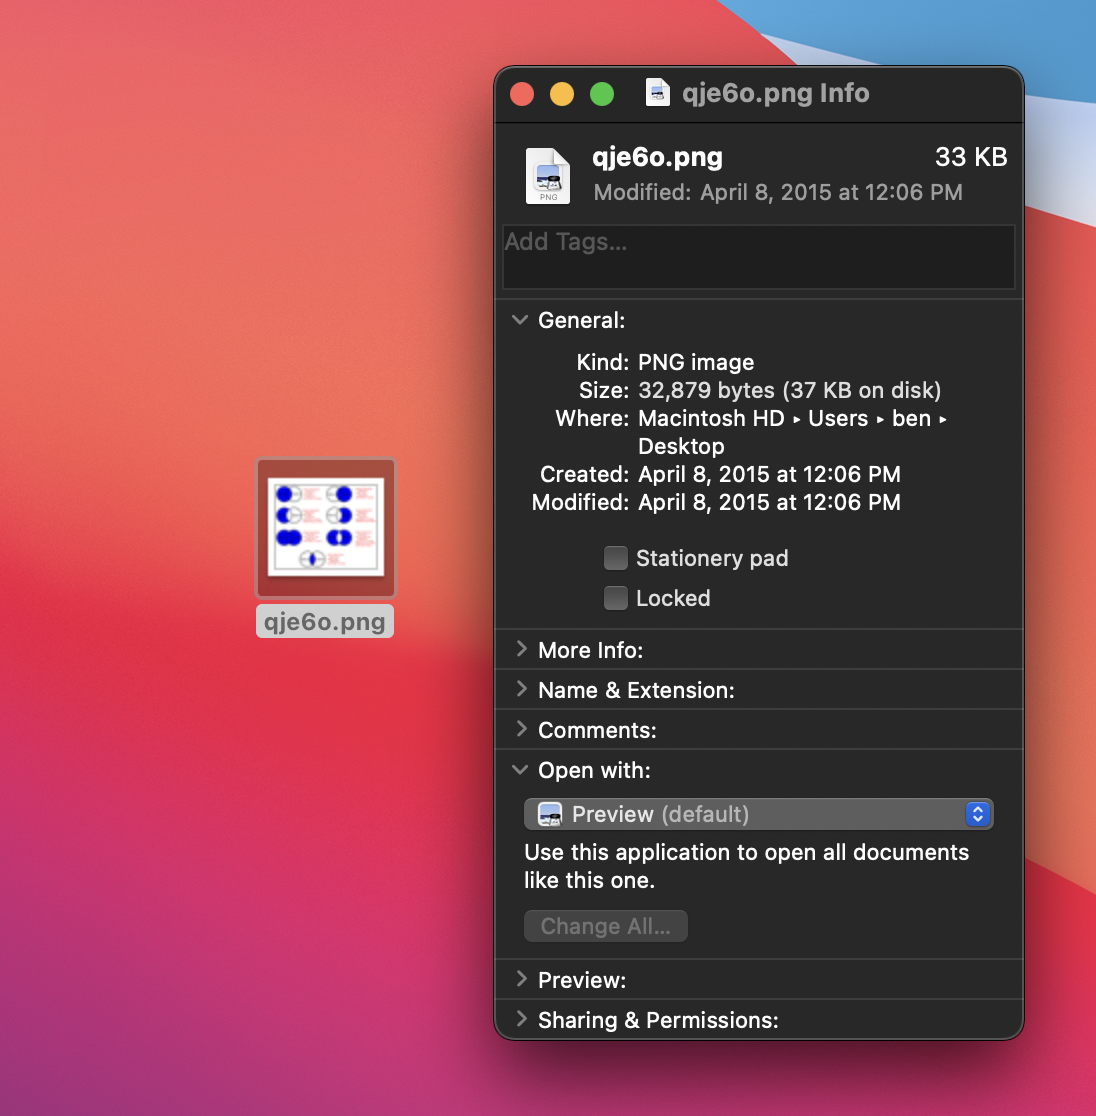 qje6o.png Info
qje6o.png 33 KB
PNG
Modified: April 8, 2015 at 12:06 PM
Add Tags...
General:
Kind: PNG image
Size: 32,879 bytes (37 KB on disk)
Where: Macintosh HD ▸ Users ▸ ben ▸
Desktop
Created: April 8, 2015 at 12:06 PM
Modified: April 8, 2015 at 12:06 PM
Stationery pad
Locked
qje6o.png
More Info:
Name & Extension:
Comments:
Open with:
Preview (default)
Use this application to open all documents
like this one.
Change All...
Preview:
Sharing & Permissions: